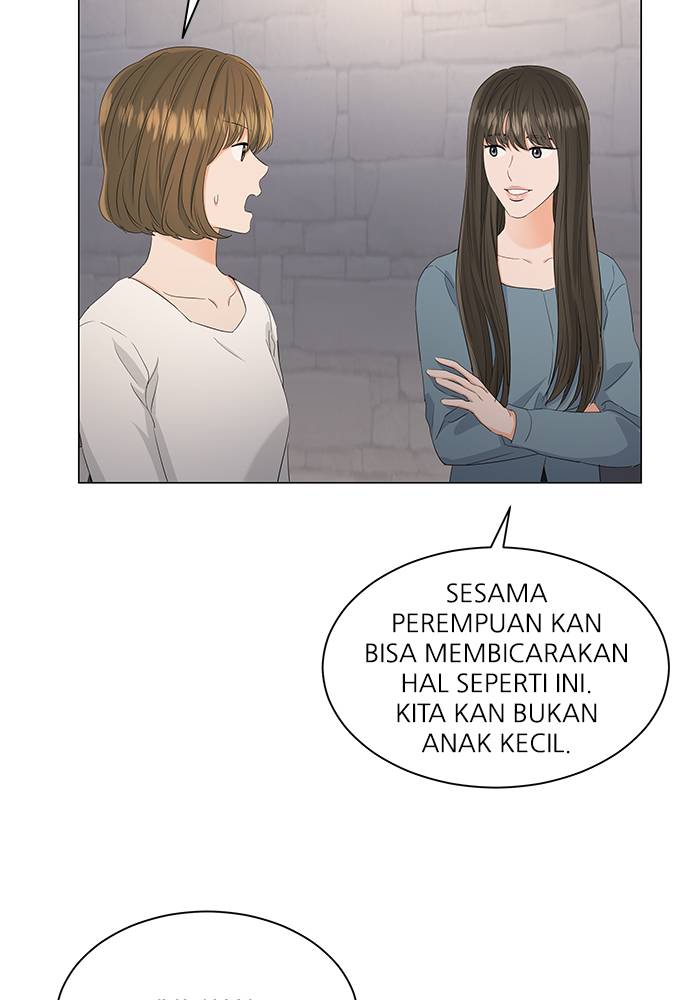 SESAMA
PEREMPUAN KAN
BISA MEMBICARAKAN
HAL SEPERTI INI.
KITA KAN BUKAN
ANAK KECIL.